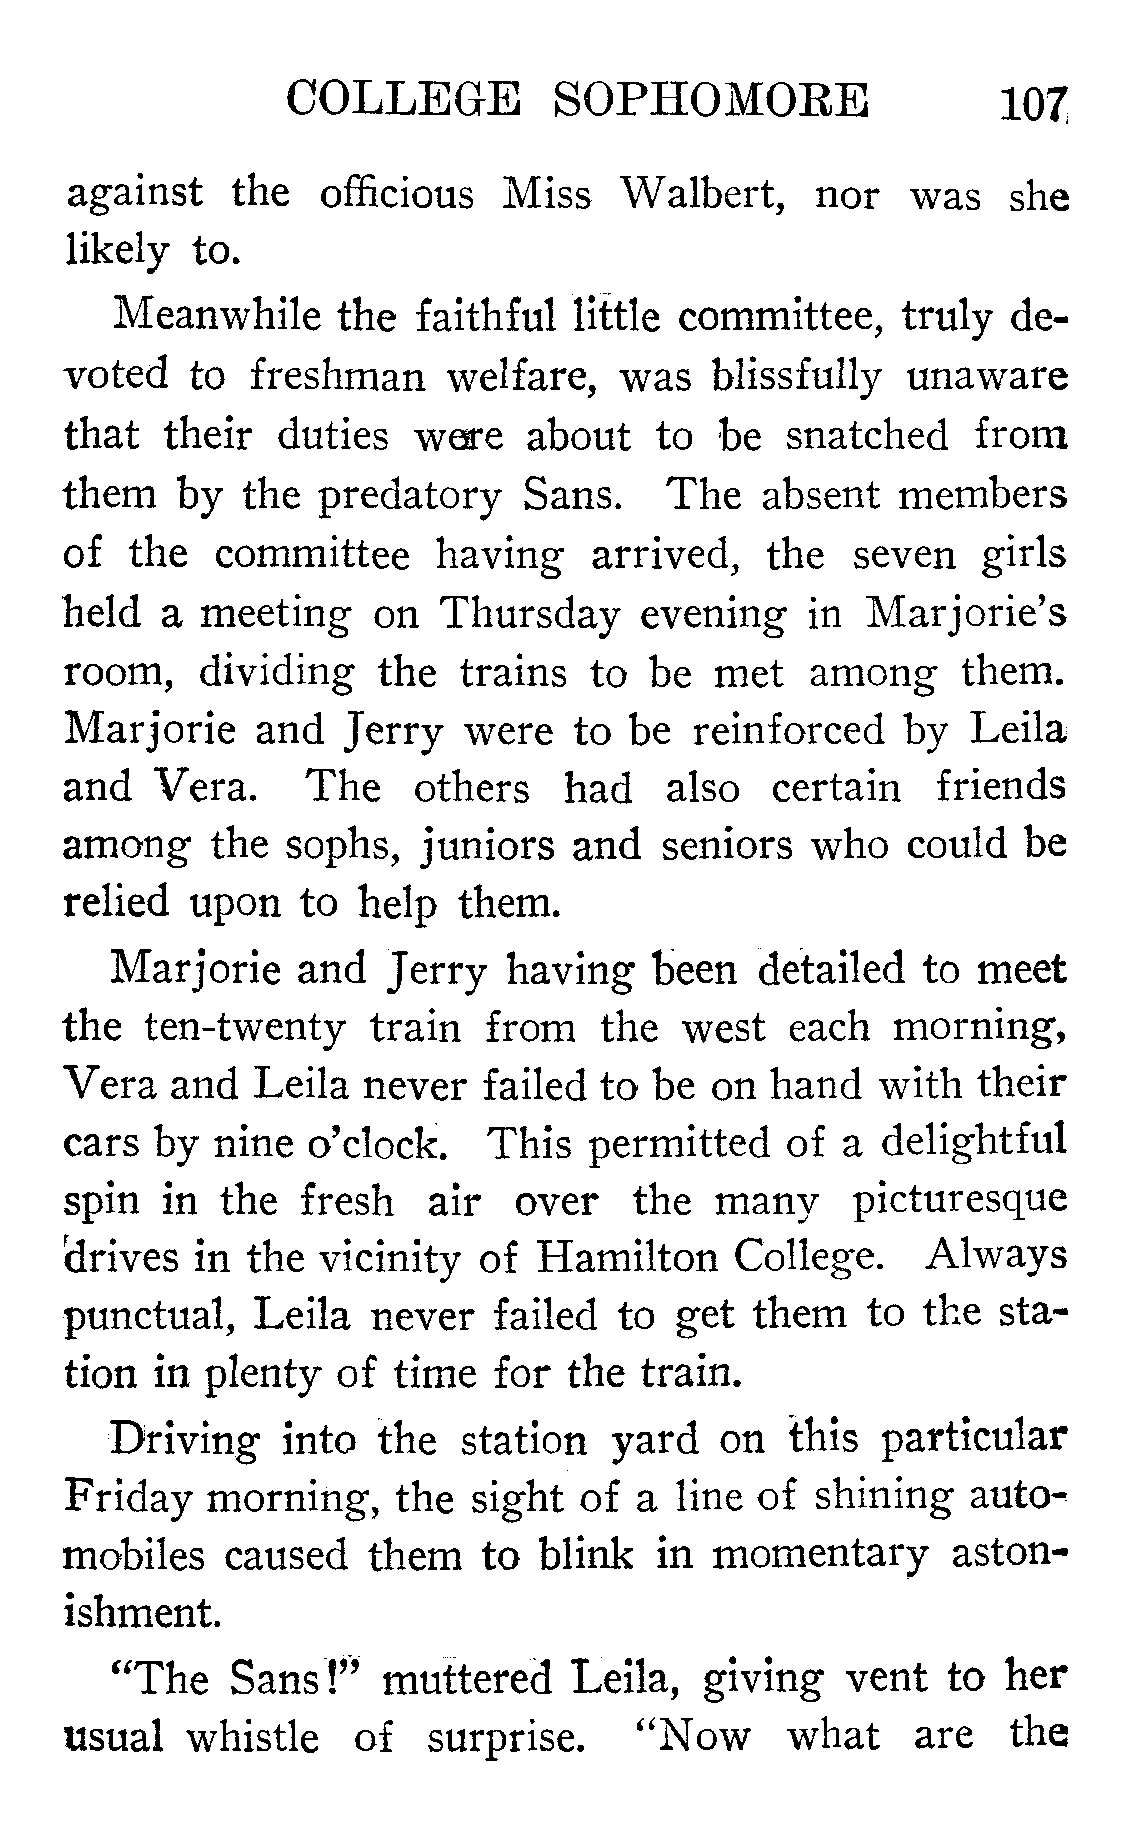 COLLEGE SOPHOMORE 107
against the officious Miss Walbert, nor was she
likely to.
Meanwhile the faithful little committee, truly de-
voted to freshman welfare, was blissfully unaware
that their duties were about to be snatched from
them by the predatory Sans. The absent members
of the committee having arrived, the seven girls
held a meeting on Thursday evening in Marjorie's
room, dividing the trains to be met among them.
Marjorie and Jerry were to be reinforced by Leila
and Vera. The others had also certain friends
among the sophs, juniors and seniors who could be
relied upon to help them.
Marjorie and Jerry having been detailed to meet
the ten-twenty train from the west each morning,
Vera and Leila never failed to be on hand with their
cars by nine o'clock. This permitted of a delightful
spin in the fresh air over the many picturesque
drives in the vicinity of Hamilton College. Always
punctual, Leila never failed to get them to the sta-
tion in plenty of time for the train.
Driving into the station yard on this particular
Friday morning, the sight of a line of shining auto-
mobiles caused them to blink in momentary aston-
ishment.
"The Sans!" muttered Leila, giving vent to her
usual whistle of surprise. "Now what are the